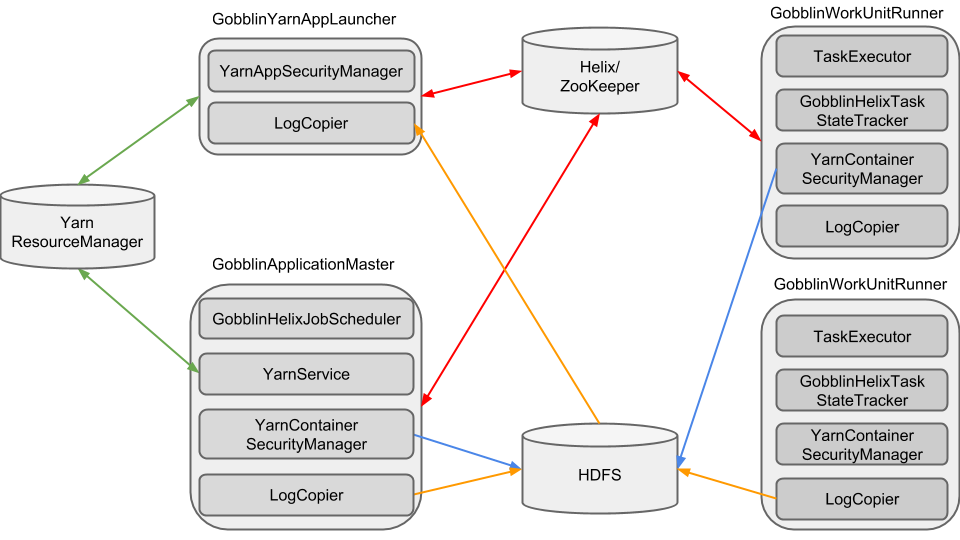 GobblinYarnAppLauncher
YarnAppSecurityManager
LogCopier
Helix/
ZooKeeper
GobblinWorkUnitRunner
TaskExecutor
GobblinHelixTask
StateTracker
YarnContainer
SecurityManager
LogCopier
Yarn
ResourceManager
GobblinApplicationMaster
GobblinHelixJobScheduler
YarnService
YarnContainer
SecurityManager
LogCopier
HDFS
GobblinWorkUnitRunner
TaskExecutor
GobblinHelixTask
StateTracker
YarnContainer
SecurityManager
LogCopier